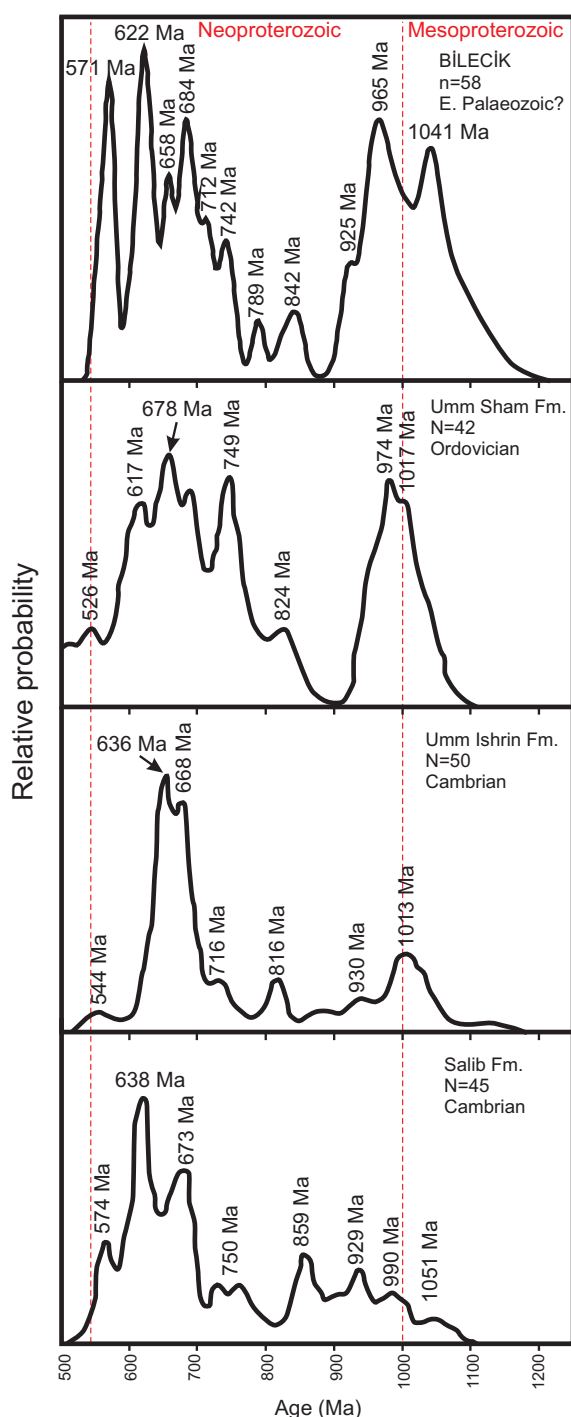 Neoproterozoic
Mesoproterozoic
BİLECİK
n=58
E. Palaeozoic?
571 Ma
622 Ma
658 Ma
684 Ma
712 Ma
742 Ma
789 Ma
842 Ma
925 Ma
965 Ma
1041 Ma
Umm Sham Fm.
N=42
Ordovician
526 Ma
617 Ma
678 Ma
749 Ma
824 Ma
974 Ma
1017 Ma
Umm Ishrin Fm.
N=50
Cambrian
544 Ma
636 Ma
668 Ma
716 Ma
816 Ma
930 Ma
1013 Ma
Salib Fm.
N=45
Cambrian
574 Ma
638 Ma
673 Ma
750 Ma
859 Ma
929 Ma
990 Ma
1051 Ma
Relative probability
500
600
700
800
900
1000
1100
1200
Age (Ma)